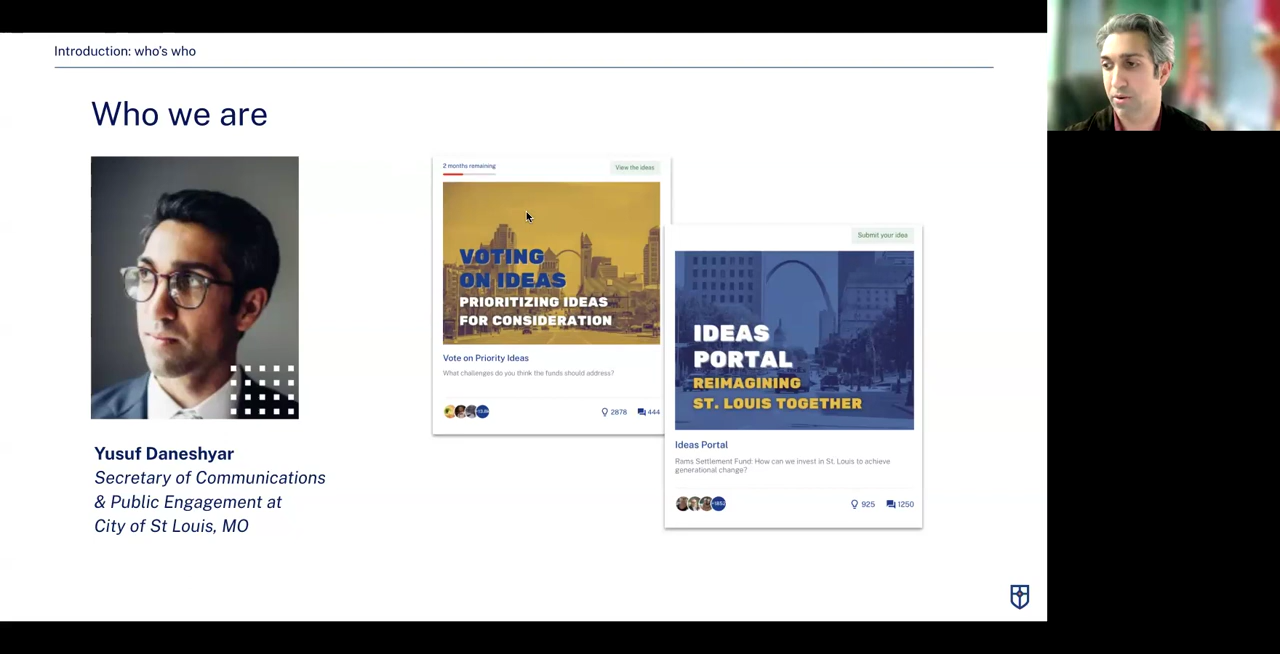 Introduction: who's who
Who we are
Yusuf Daneshyar
Secretary of Communications
& Public Engagement at
City of St Louis, MO
2 months remaining
View the ideas
VOTING
ON IDEAS
PRIORITIZING IDEAS
FOR CONSIDERATION
Vote on Priority Ideas
What challenges do you think the funds should address?
2878
444
Submit your idea
IDEAS
PORTAL
REIMAGINING
ST. LOUIS TOGETHER
Ideas Portal
Rams Settlement Fund: How can we invest in St. Louis to achieve
generational change?
925
1250